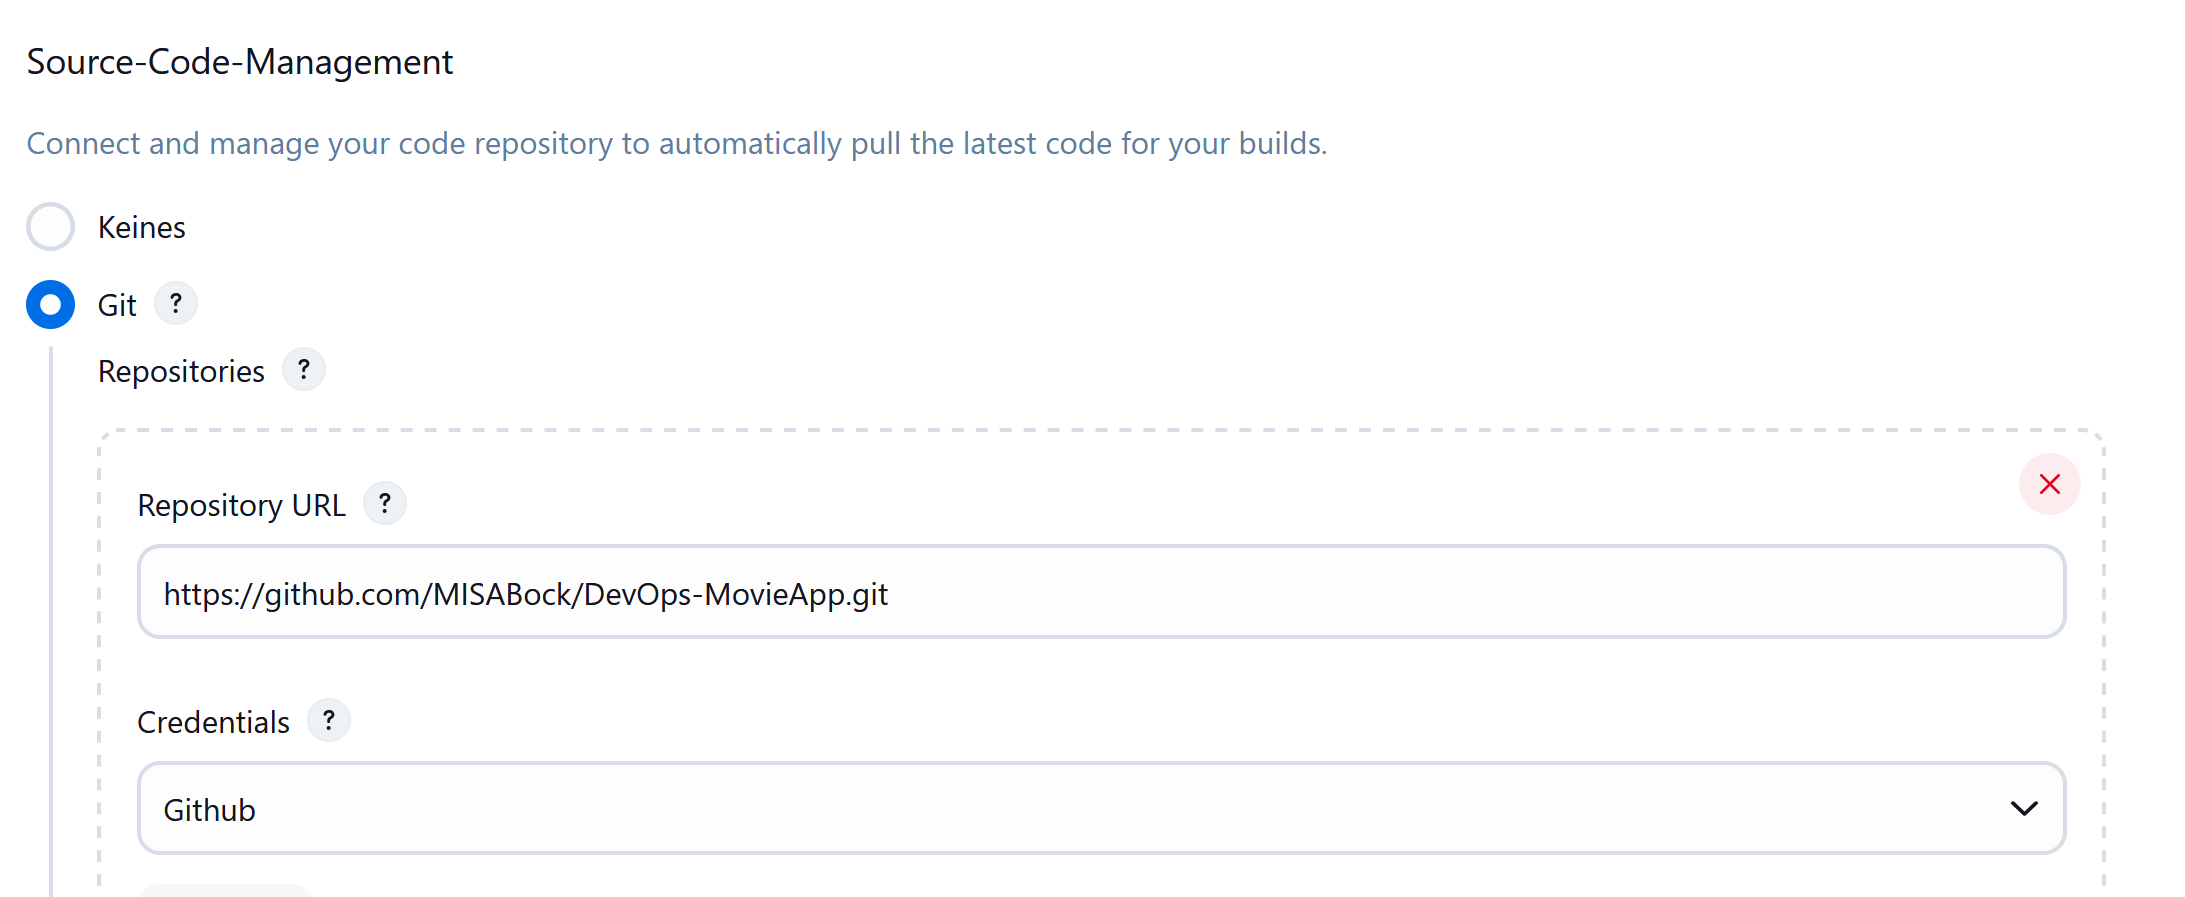 Source-Code-Management
Connect and manage your code repository to automatically pull the latest code for your builds.
Keines
Git ?
Repositories ?
Repository URL ?
https://github.com/MISABock/DevOps-MovieApp.git
Credentials ?
Github